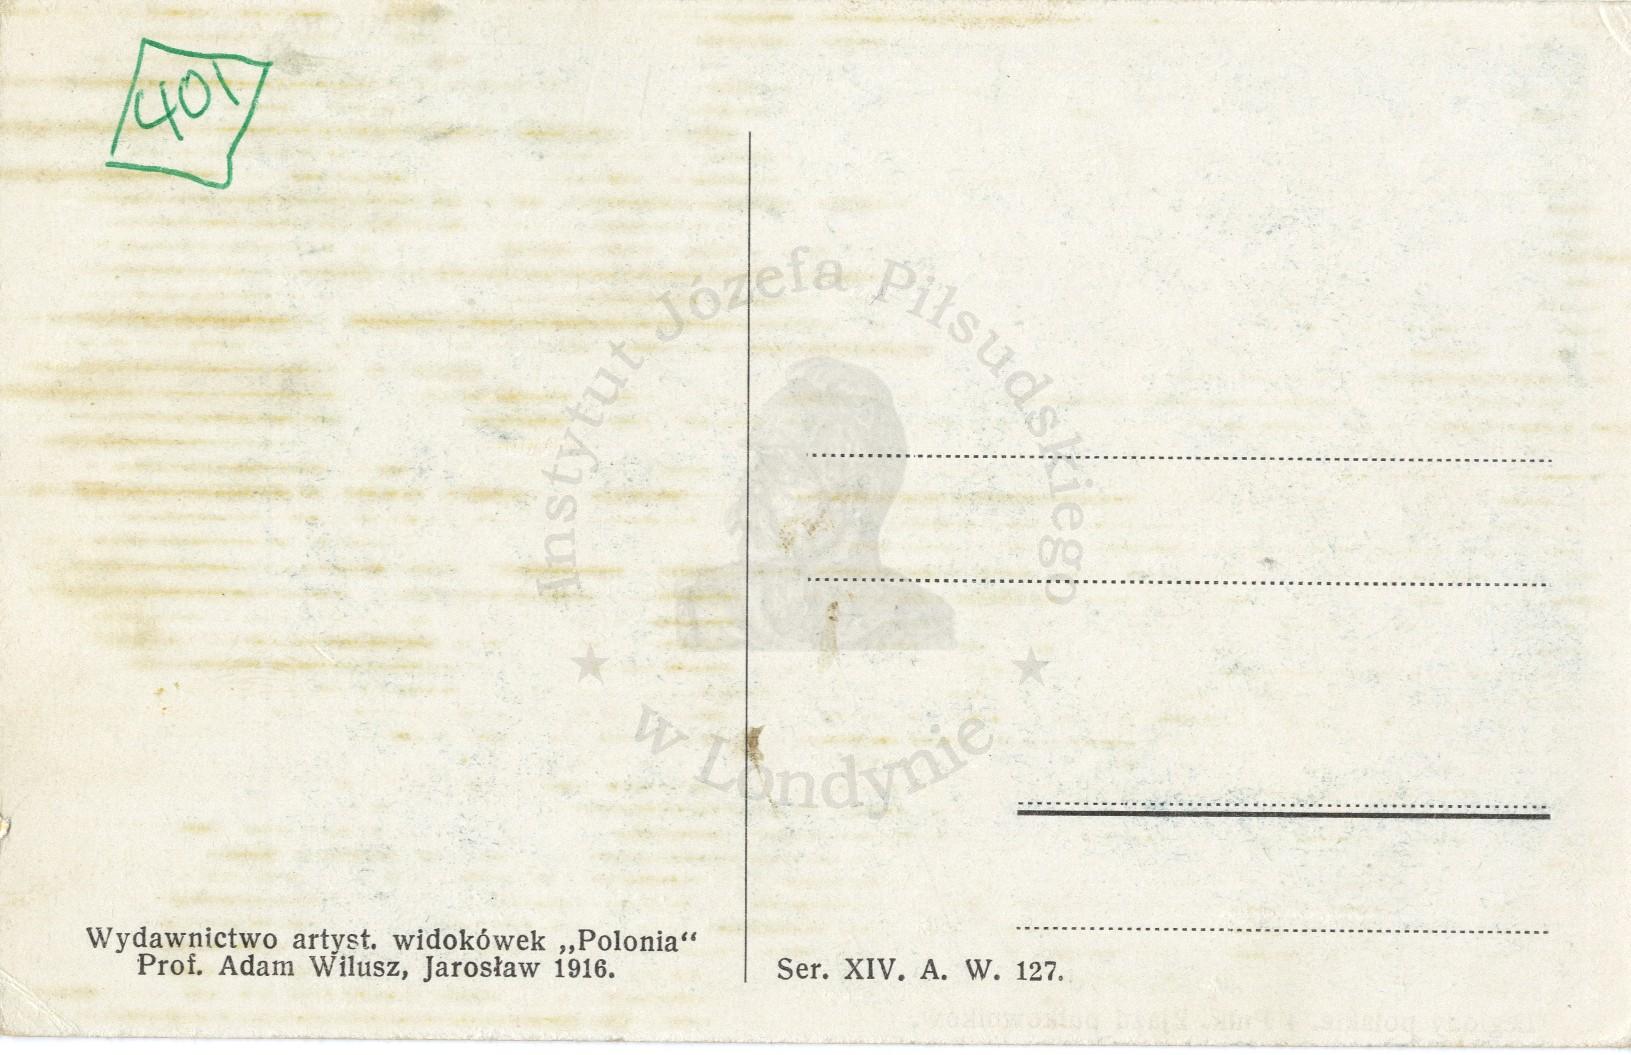 401
Instytut Józefa Piłsudskiego
w Londynie
Wydawnictwo artyst. widokówek „Polonia“
Prof. Adam Wilusz, Jarosław 1916.
Ser. XIV. A. W. 127.